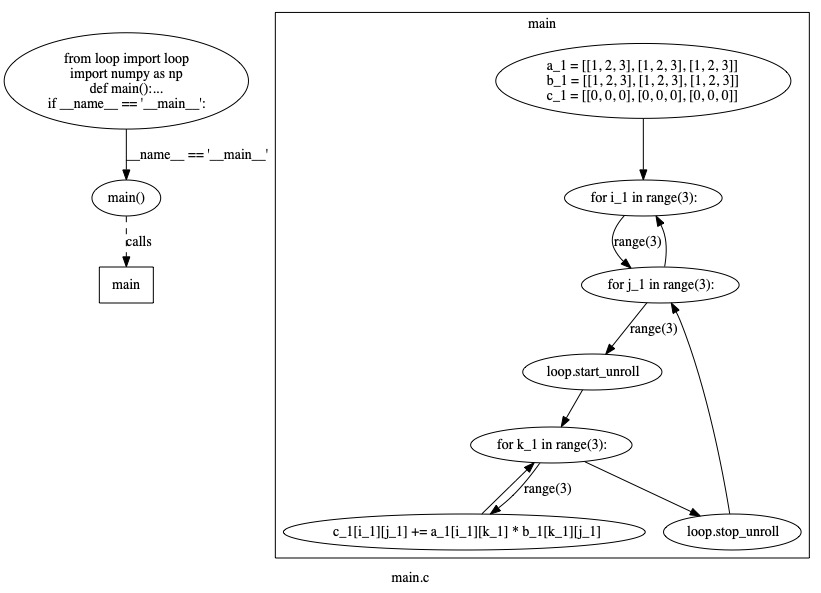 from loop import loop
import numpy as np
def main():...
if __name__ == '__main__':
__name__ == '__main__'
main()
calls
main
main
a_1 = [[1, 2, 3], [1, 2, 3], [1, 2, 3]]
b_1 = [[1, 2, 3], [1, 2, 3], [1, 2, 3]]
c_1 = [[0, 0, 0], [0, 0, 0], [0, 0, 0]]
for i_1 in range(3):
range(3)
for j_1 in range(3):
range(3)
loop.start_unroll
for k_1 in range(3):
range(3)
c_1[i_1][j_1] += a_1[i_1][k_1] * b_1[k_1][j_1]
loop.stop_unroll
main.c